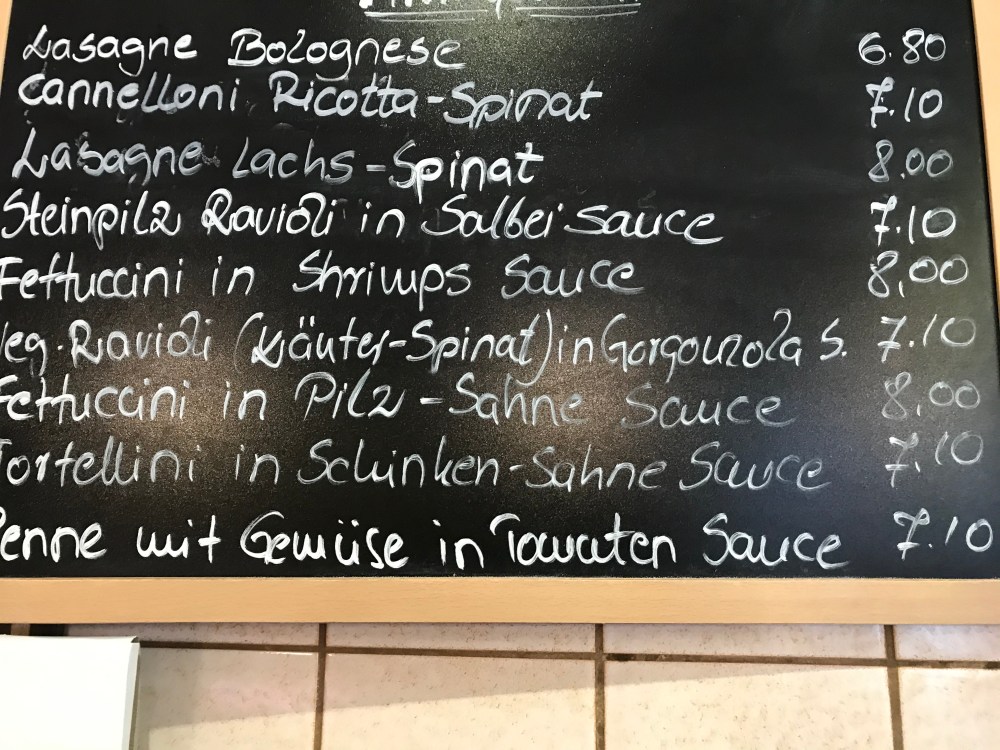 Lasagne Bolognese 6.80
Cannelloni Ricotta-Spinat 7.10
Lasagne Lachs-Spinat 8.00
Steinpilz Ravioli in Salbei sauce 7.10
Fettuccini in Shrimps Sauce 8,00
Veg. Ravioli (Kräuter-Spinat) in Gorgonzola S. 7.10
Fettuccini in Pilz-Sahne Sauce 8,00
Tortellini in Schinken-Sahne Sauce 7.10
Penne mit Gemüse in Tomaten Sauce 7.10